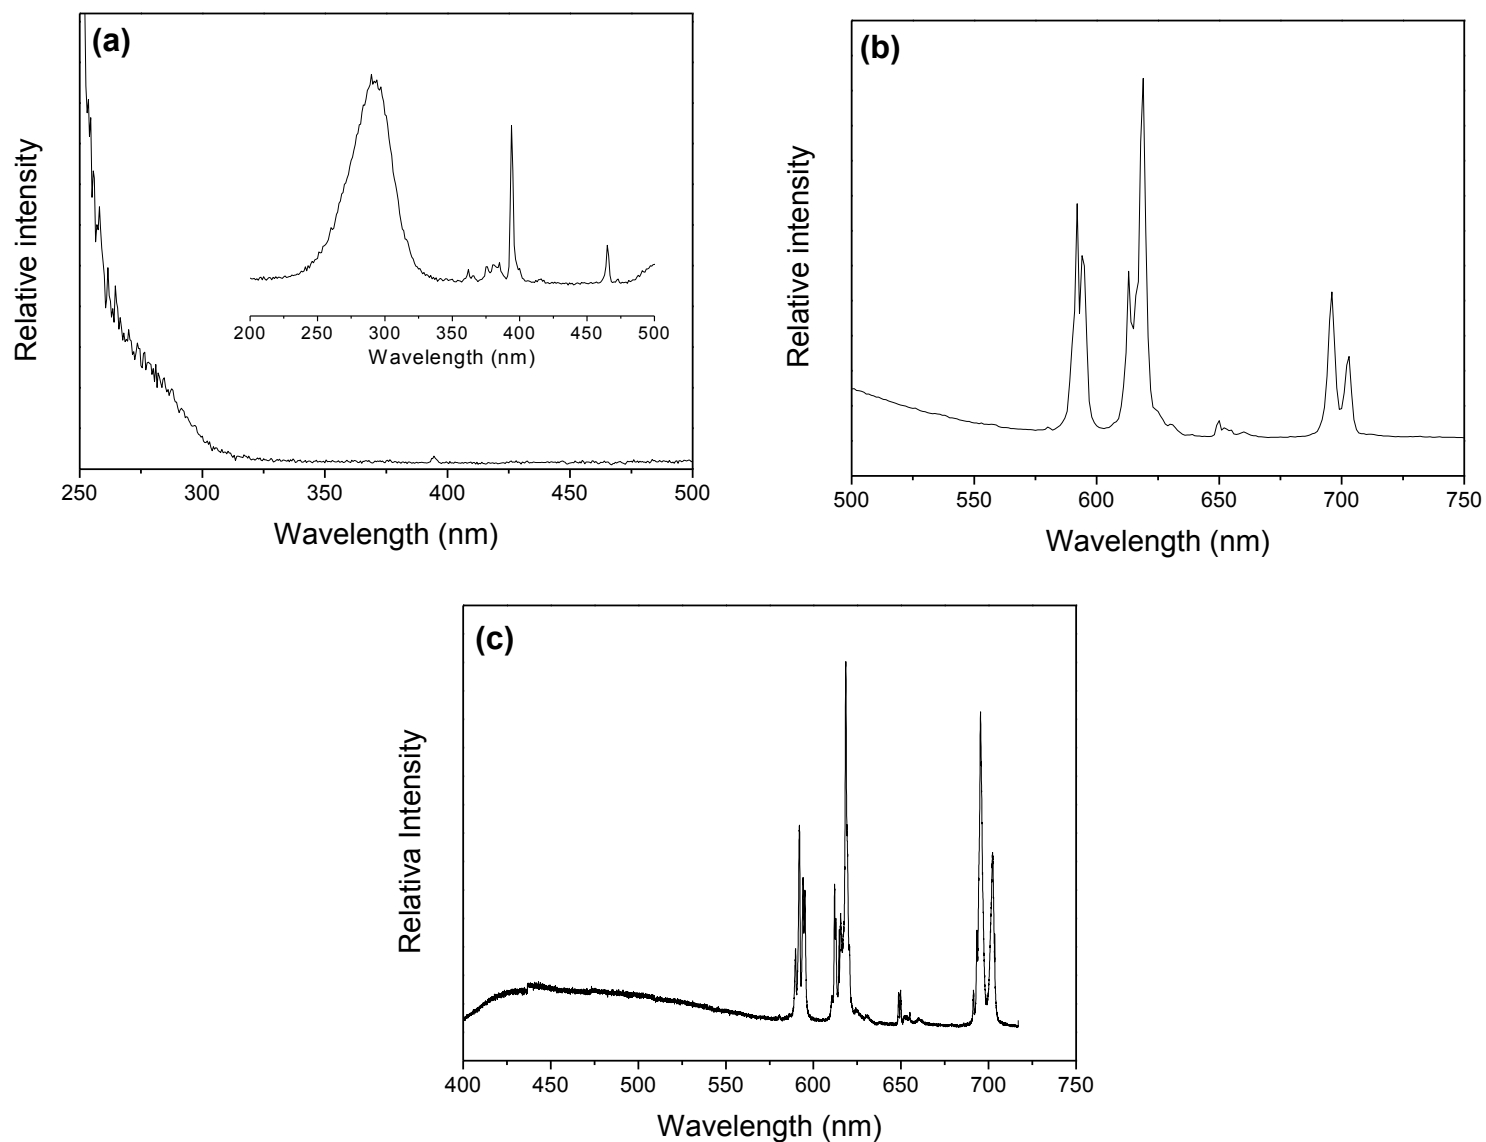 (a)
Relative intensity
200 250 300 350 400 450 500
Wavelength (nm)
250 300 350 400 450 500
Wavelength (nm)
(b)
Relative intensity
500 550 600 650 700 750
Wavelength (nm)
(c)
Relativa Intensity
400 450 500 550 600 650 700 750
Wavelength (nm)